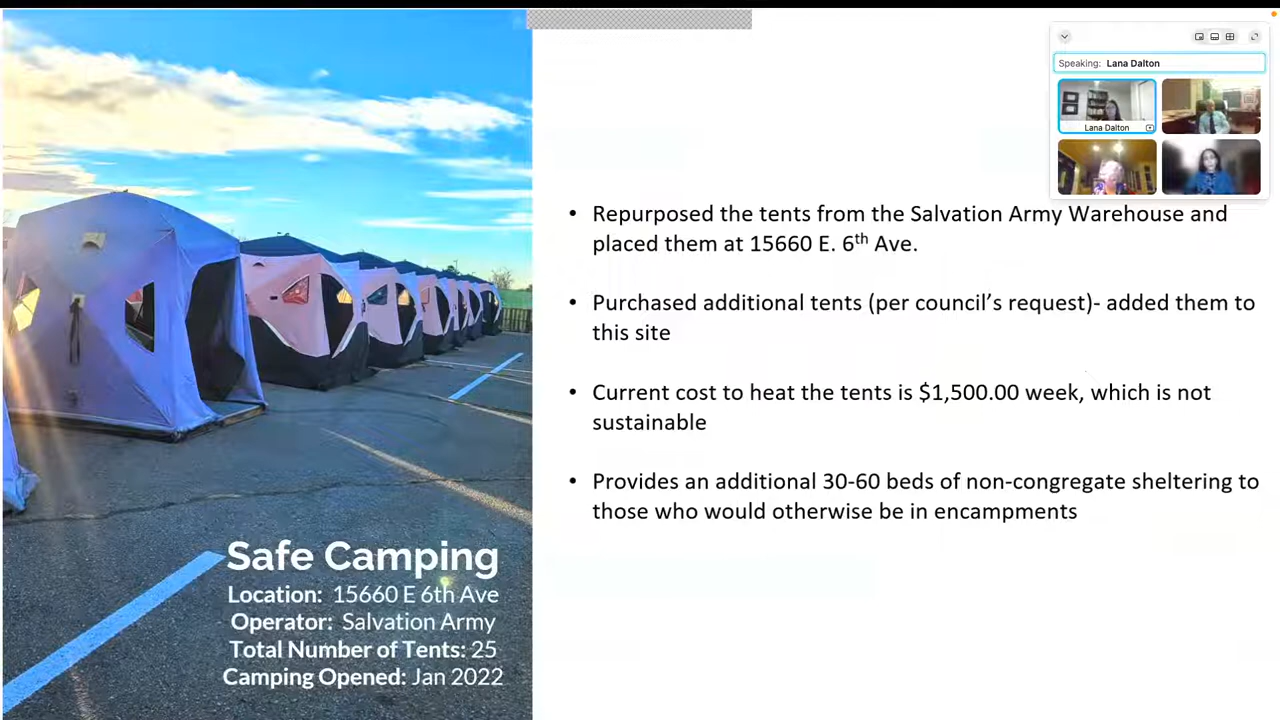 Speaking: Lana Dalton
Lana Dalton
• Repurposed the tents from the Salvation Army Warehouse and
placed them at 15660 E. 6th Ave.
• Purchased additional tents (per council's request)- added them to
this site
• Current cost to heat the tents is $1,500.00 week, which is not
sustainable
• Provides an additional 30-60 beds of non-congregate sheltering to
those who would otherwise be in encampments
Safe Camping
Location: 15660 E 6th Ave
Operator: Salvation Army
Total Number of Tents: 25
Camping Opened: Jan 2022